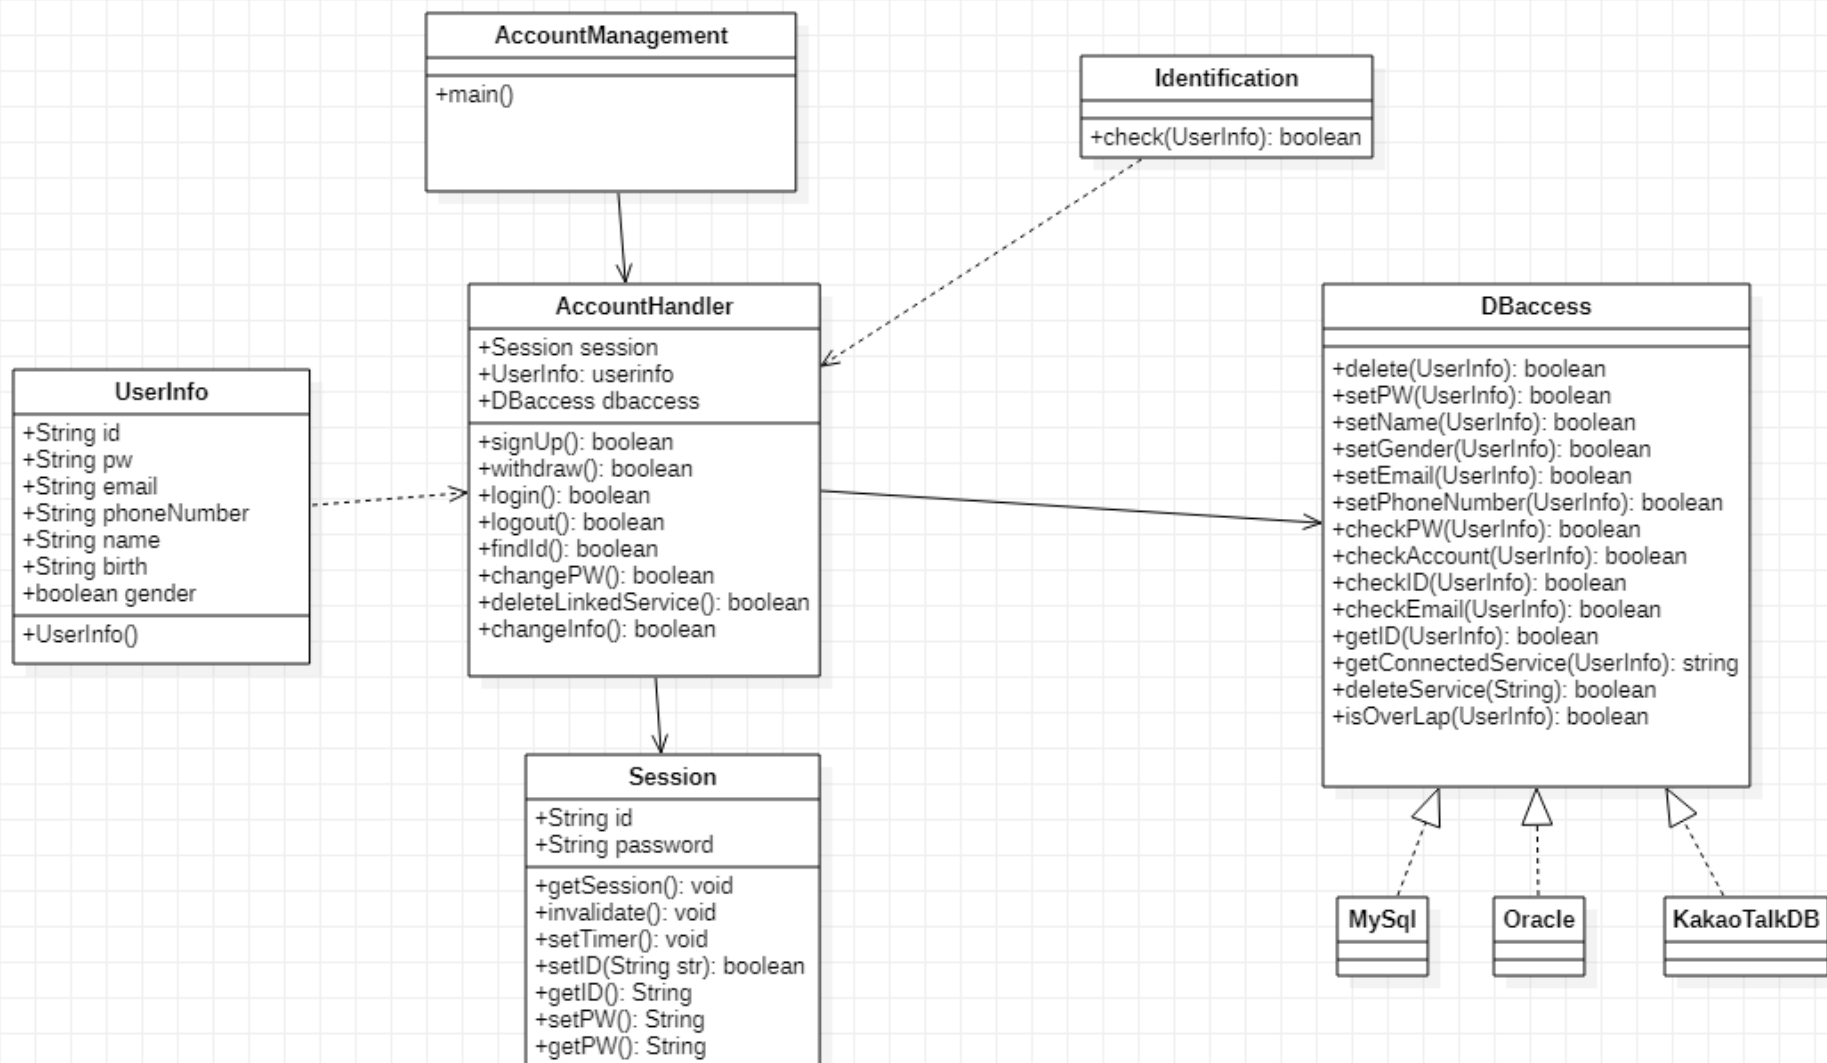 AccountManagement
+main()
Identification
+check(UserInfo): boolean
AccountHandler
+Session session
+UserInfo: userinfo
+DBaccess dbaccess
+signUp(): boolean
+withdraw(): boolean
+login(): boolean
+logout(): boolean
+findId(): boolean
+changePW(): boolean
+deleteLinkedService(): boolean
+changeInfo(): boolean
DBaccess
+delete(UserInfo): boolean
+setPW(UserInfo): boolean
+setName(UserInfo): boolean
+setGender(UserInfo): boolean
+setEmail(UserInfo): boolean
+setPhoneNumber(UserInfo): boolean
+checkPW(UserInfo): boolean
+checkAccount(UserInfo): boolean
+checkID(UserInfo): boolean
+checkEmail(UserInfo): boolean
+getID(UserInfo): boolean
+getConnectedService(UserInfo): string
+deleteService(String): boolean
+isOverLap(UserInfo): boolean
UserInfo
+String id
+String pw
+String email
+String phoneNumber
+String name
+String birth
+boolean gender
+UserInfo()
Session
+String id
+String password
+getSession(): void
+invalidate(): void
+setTimer(): void
+setID(String str): boolean
+getID(): String
+setPW(): String
+getPW(): String
MySql
Oracle
KakaoTalkDB